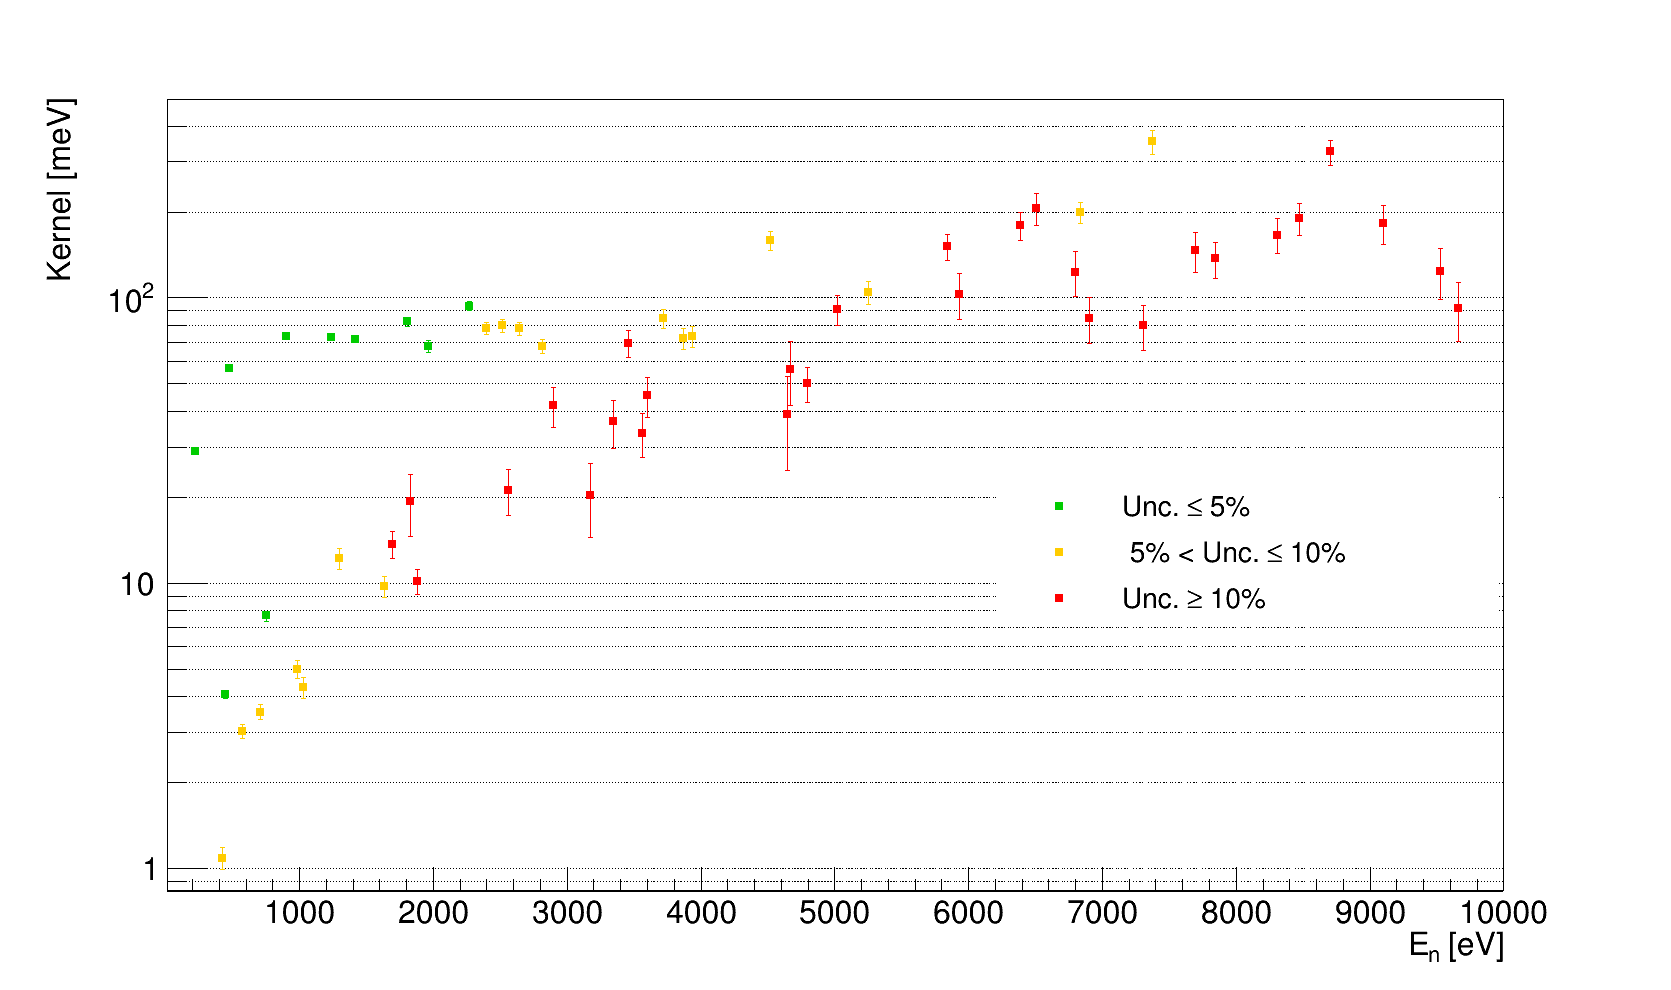 Kernel [meV]
10²
10
1
Unc. ≤ 5%
5% < Unc. ≤ 10%
Unc. ≥ 10%
1000 2000 3000 4000 5000 6000 7000 8000 9000 10000
Eₙ [eV]